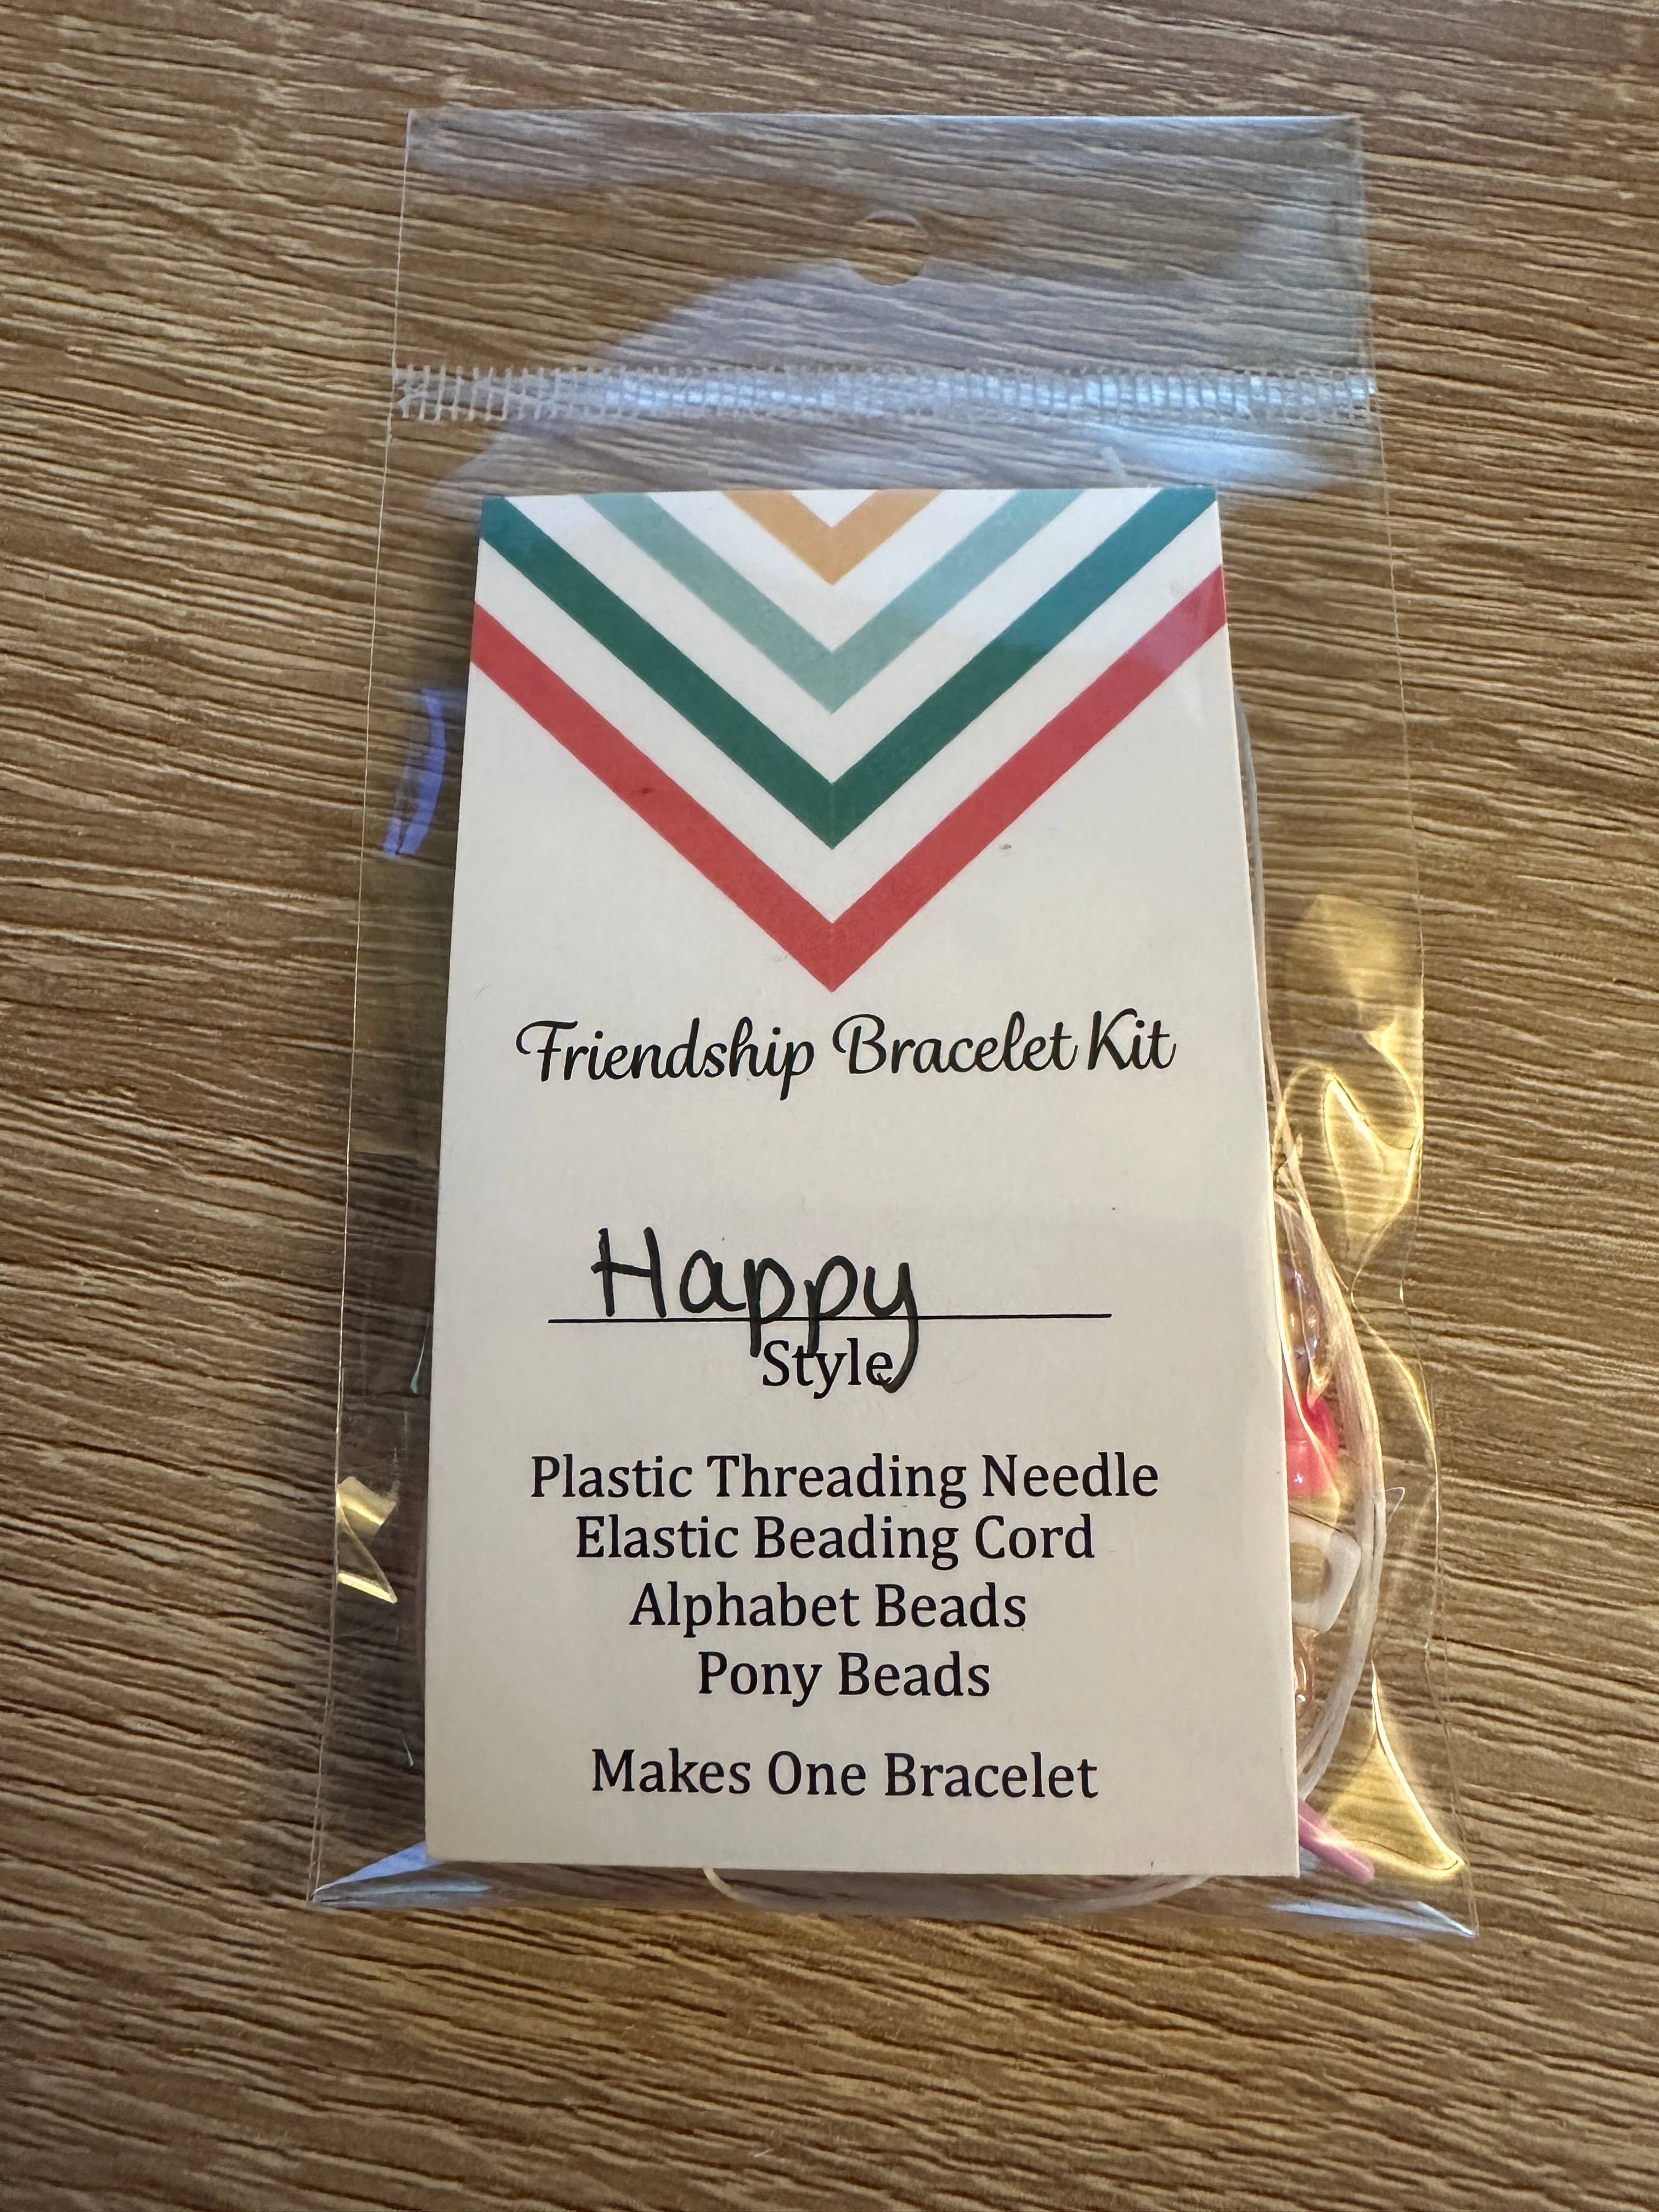 Friendship Bracelet Kit
Happy
Style
Plastic Threading Needle
Elastic Beading Cord
Alphabet Beads
Pony Beads
Makes One Bracelet